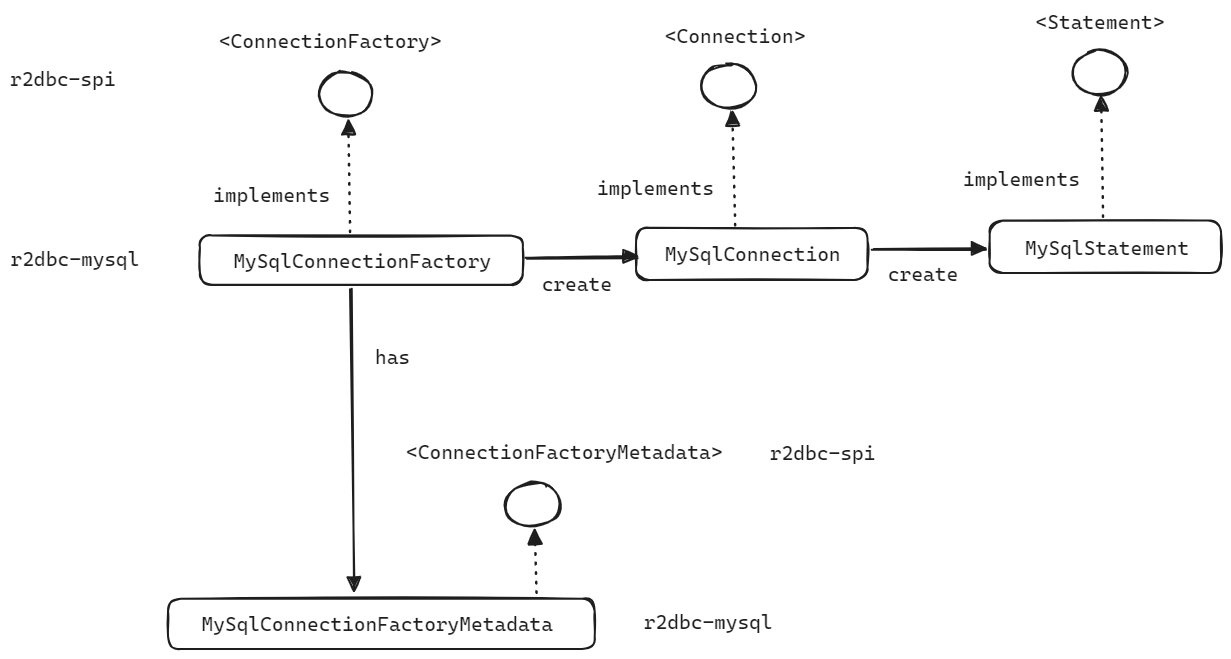 <Statement>
<ConnectionFactory>
<Connection>
r2dbc-spi
implements
implements
implements
r2dbc-mysql
MySqlConnectionFactory
MySqlConnection
MySqlStatement
create
create
has
<ConnectionFactoryMetadata>
r2dbc-spi
MySqlConnectionFactoryMetadata
r2dbc-mysql